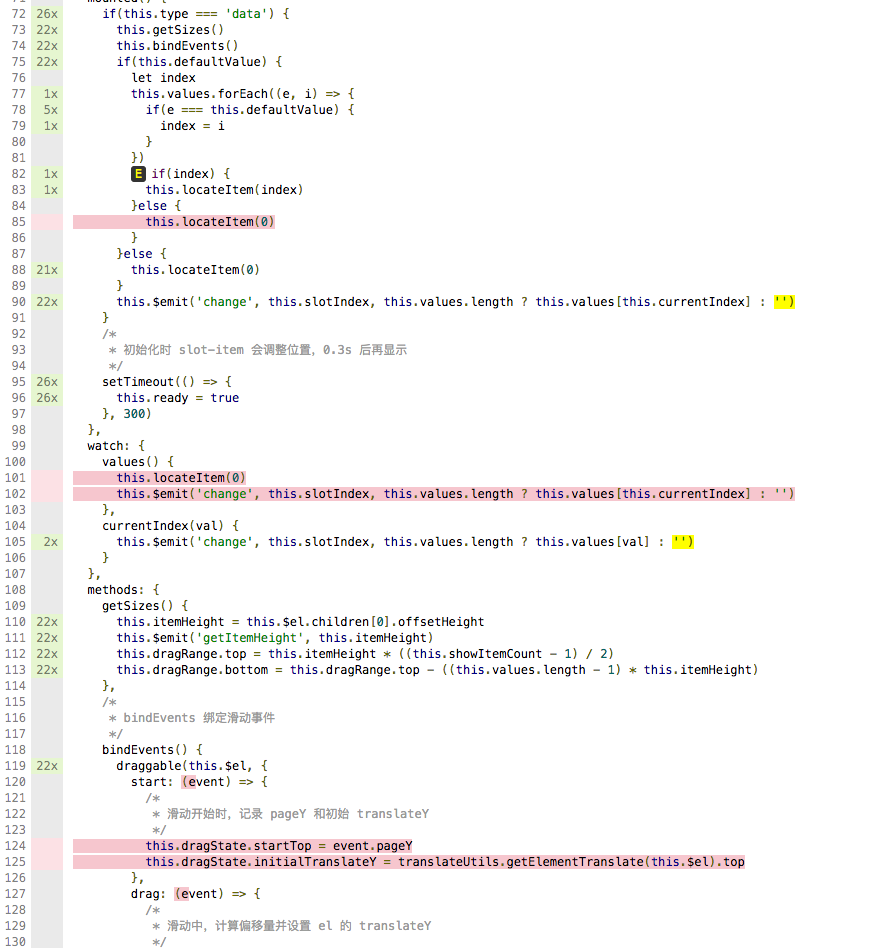 72 26x if(this.type === 'data') {
73 22x this.getSizes()
74 22x this.bindEvents()
75 22x if(this.defaultValue) {
76 let index
77 1x this.values.forEach((e, i) => {
78 5x if(e === this.defaultValue) {
79 1x index = i
80 }
81 })
82 1x E if(index) {
83 1x this.locateItem(index)
84 }else {
85 this.locateItem(0)
86 }
87 }else {
88 21x this.locateItem(0)
89 }
90 22x this.$emit('change', this.slotIndex, this.values.length ? this.values[this.currentIndex] : '')
91 }
92 /*
93 * 初始化时 slot-item 会调整位置，0.3s 后再显示
94 */
95 26x setTimeout(() => {
96 26x this.ready = true
97 }, 300)
98 },
99 watch: {
100 values() {
101 this.locateItem(0)
102 this.$emit('change', this.slotIndex, this.values.length ? this.values[this.currentIndex] : '')
103 },
104 currentIndex(val) {
105 2x this.$emit('change', this.slotIndex, this.values.length ? this.values[val] : '')
106 }
107 },
108 methods: {
109 getSizes() {
110 22x this.itemHeight = this.$el.children[0].offsetHeight
111 22x this.$emit('getItemHeight', this.itemHeight)
112 22x this.dragRange.top = this.itemHeight * ((this.showItemCount - 1) / 2)
113 22x this.dragRange.bottom = this.dragRange.top - ((this.values.length - 1) * this.itemHeight)
114 },
115 /*
116 * bindEvents 绑定滑动事件
117 */
118 bindEvents() {
119 22x draggable(this.$el, {
120 start: (event) => {
121 /*
122 * 滑动开始时，记录 pageY 和初始 translateY
123 */
124 this.dragState.startTop = event.pageY
125 this.dragState.initialTranslateY = translateUtils.getElementTranslate(this.$el).top
126 },
127 drag: (event) => {
128 /*
129 * 滑动中，计算偏移量并设置 el 的 translateY
130 */